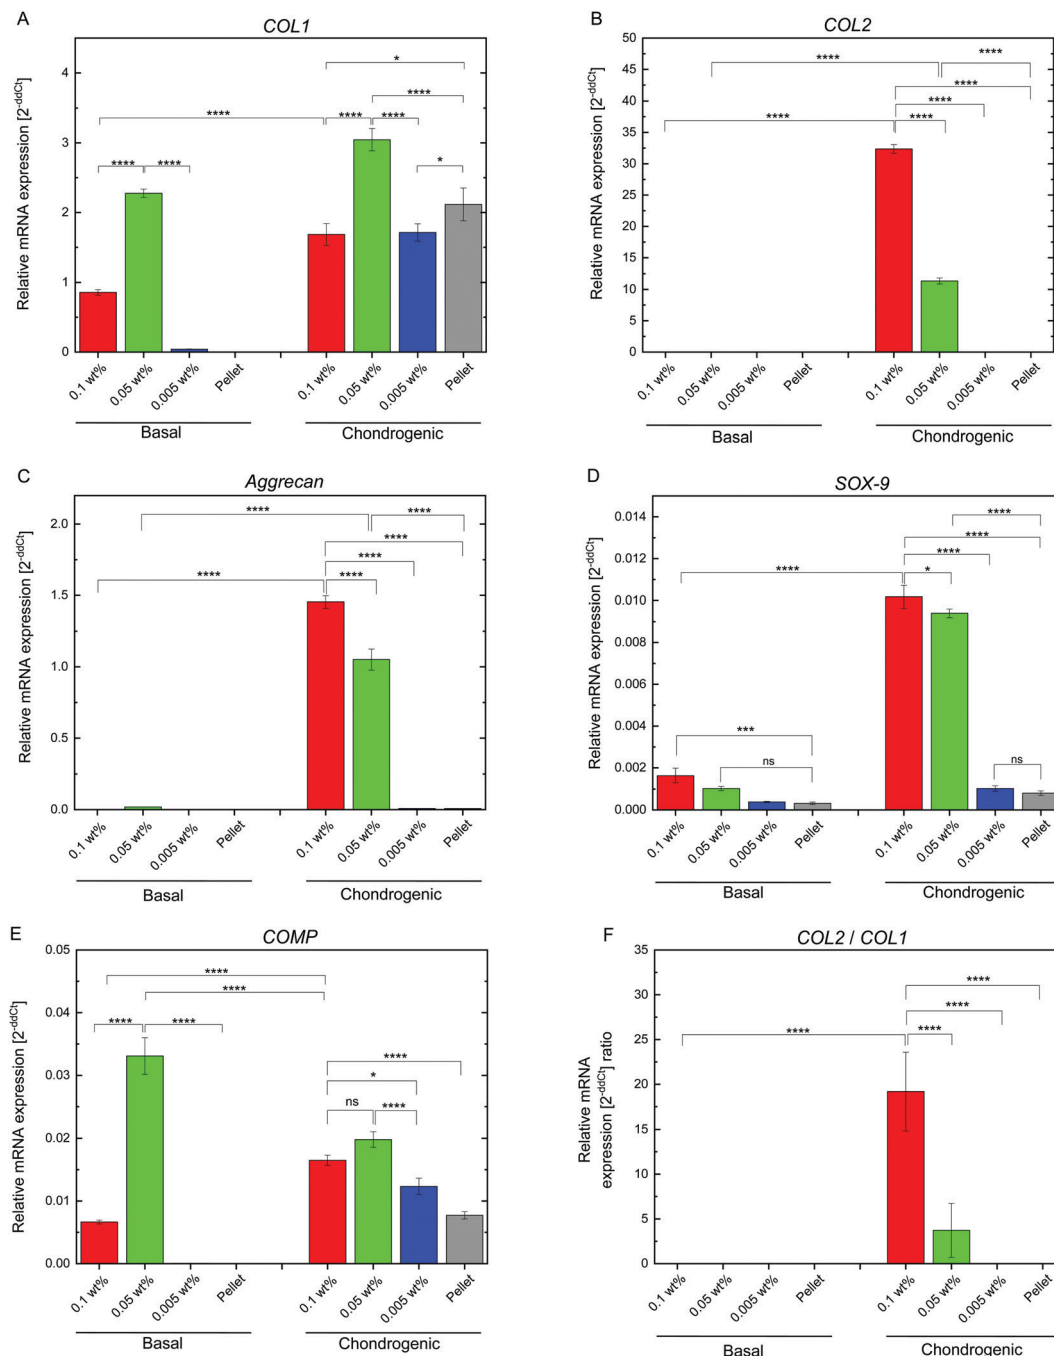 A
COL1
Relative mRNA expression [2^-ddCt]
4
3
2
1
0
*
****
****
**** ****
*
**** ****
0.1 wt% 0.05 wt% 0.005 wt% Pellet 0.1 wt% 0.05 wt% 0.005 wt% Pellet
Basal Chondrogenic
B
COL2
Relative mRNA expression [2^-ddCt]
50
45
40
35
30
25
20
15
10
5
0
****
****
****
****
**** ****
0.1 wt% 0.05 wt% 0.005 wt% Pellet 0.1 wt% 0.05 wt% 0.005 wt% Pellet
Basal Chondrogenic
C
Aggrecan
Relative mRNA expression [2^-ddCt]
2.0
1.5
1.0
0.5
0.0
**** ****
****
****
**** ****
0.1 wt% 0.05 wt% 0.005 wt% Pellet 0.1 wt% 0.05 wt% 0.005 wt% Pellet
Basal Chondrogenic
D
SOX-9
Relative mRNA expression [2^-ddCt]
0.014
0.012
0.010
0.008
0.006
0.004
0.002
0.000
****
****
****
**** *
***
ns ns
0.1 wt% 0.05 wt% 0.005 wt% Pellet 0.1 wt% 0.05 wt% 0.005 wt% Pellet
Basal Chondrogenic
E
COMP
Relative mRNA expression [2^-ddCt]
0.05
0.04
0.03
0.02
0.01
0.00
****
****
**** ****
****
*
ns ****
0.1 wt% 0.05 wt% 0.005 wt% Pellet 0.1 wt% 0.05 wt% 0.005 wt% Pellet
Basal Chondrogenic
F
COL2 / COL1
Relative mRNA
expression [2^-ddCt] ratio
35
30
25
20
15
10
5
0
****
****
**** ****
0.1 wt% 0.05 wt% 0.005 wt% Pellet 0.1 wt% 0.05 wt% 0.005 wt% Pellet
Basal Chondrogenic